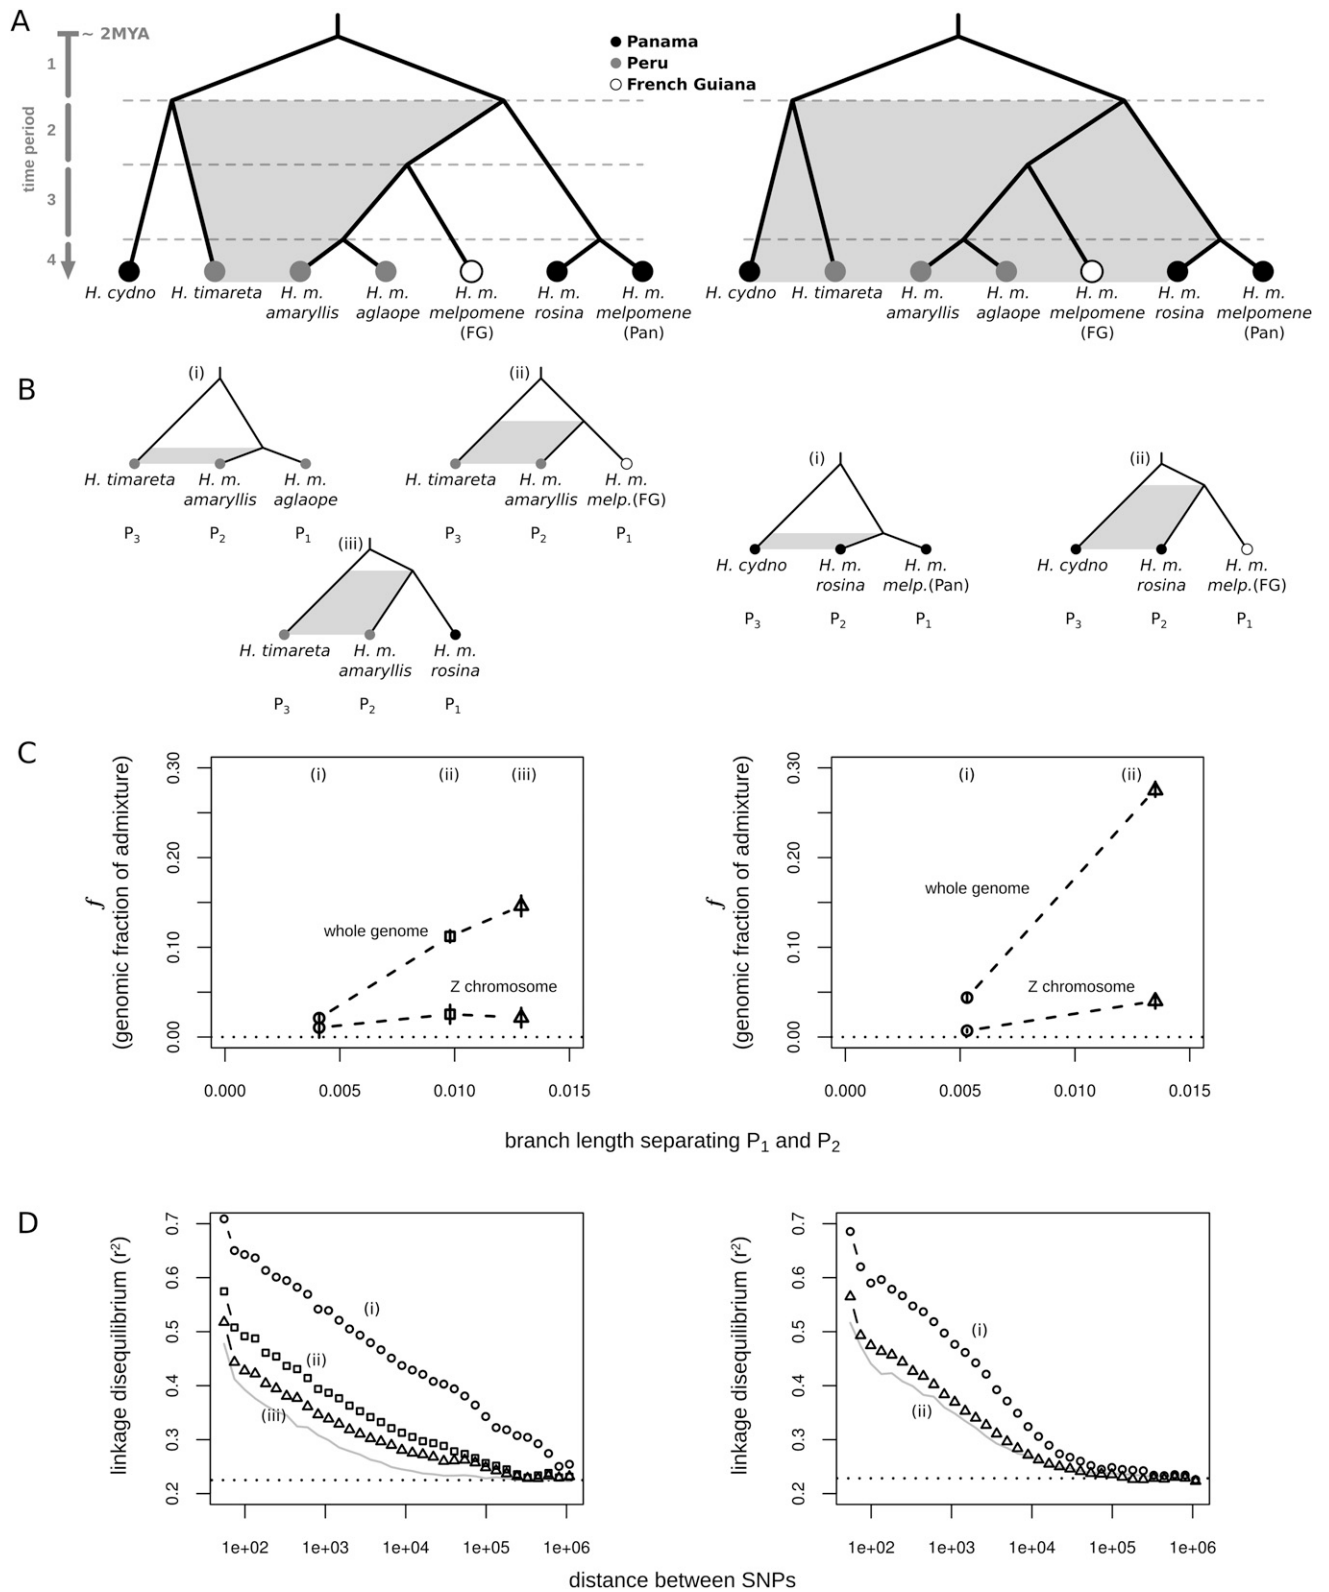 A
~ 2MYA
Panama
Peru
French Guiana
time period
1
2
3
4
H. cydno
H. timareta
H. m. amaryllis
H. m. aglaope
H. m. melpomene (FG)
H. m. rosina
H. m. melpomene (Pan)
H. cydno
H. timareta
H. m. amaryllis
H. m. aglaope
H. m. melpomene (FG)
H. m. rosina
H. m. melpomene (Pan)
B
(i)
H. timareta
H. m. amaryllis
H. m. aglaope
P3 P2 P1
(ii)
H. timareta
H. m. amaryllis
H. m. melp.(FG)
P3 P2 P1
(iii)
H. timareta
H. m. amaryllis
H. m. rosina
P3 P2 P1
(i)
H. cydno
H. m. rosina
H. m. melp.(Pan)
P3 P2 P1
(ii)
H. cydno
H. m. rosina
H. m. melp.(FG)
P3 P2 P1
C
f
(genomic fraction of admixture)
0.30
0.20
0.10
0.00
(i) (ii) (iii)
whole genome
Z chromosome
0.000 0.005 0.010 0.015
f
(genomic fraction of admixture)
0.30
0.20
0.10
0.00
(i) (ii)
whole genome
Z chromosome
0.000 0.005 0.010 0.015
branch length separating P1 and P2
D
linkage disequilibrium (r²)
0.7
0.6
0.5
0.4
0.3
0.2
(i)
(ii)
(iii)
1e+02 1e+03 1e+04 1e+05 1e+06
linkage disequilibrium (r²)
0.7
0.6
0.5
0.4
0.3
0.2
(i)
(ii)
1e+02 1e+03 1e+04 1e+05 1e+06
distance between SNPs